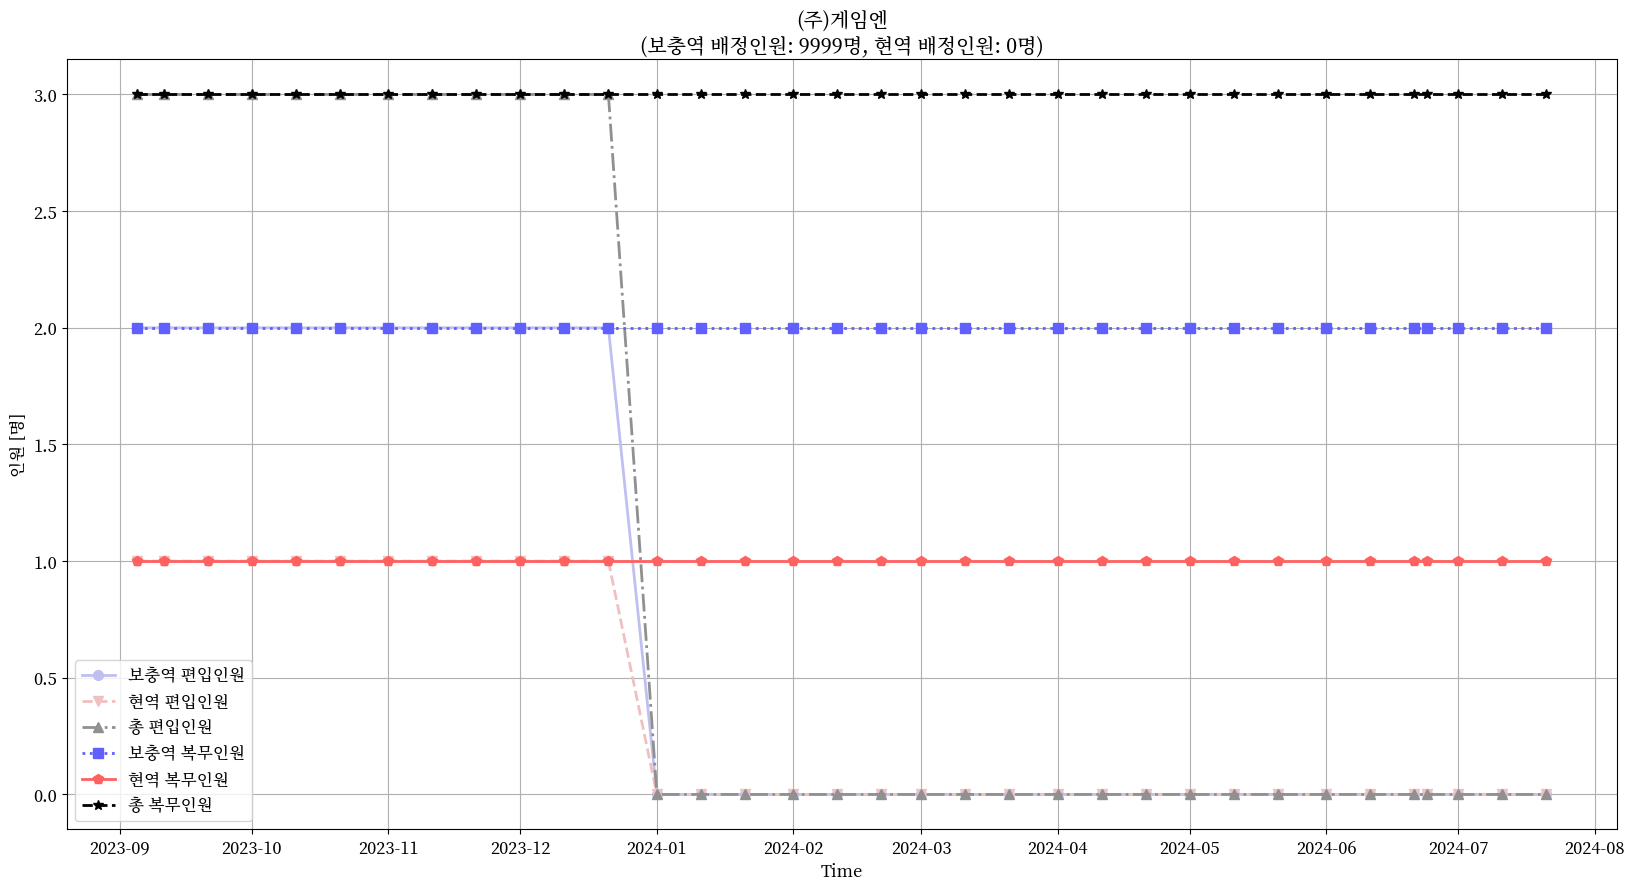 (주)게임엔
(보충역 배정인원: 9999명, 현역 배정인원: 0명)
인원 [명]
3.0
2.5
2.0
1.5
1.0
0.5
0.0
보충역 편입인원
현역 편입인원
총 편입인원
보충역 복무인원
현역 복무인원
총 복무인원
2023-09 2023-10 2023-11 2023-12 2024-01 2024-02 2024-03 2024-04 2024-05 2024-06 2024-07 2024-08
Time